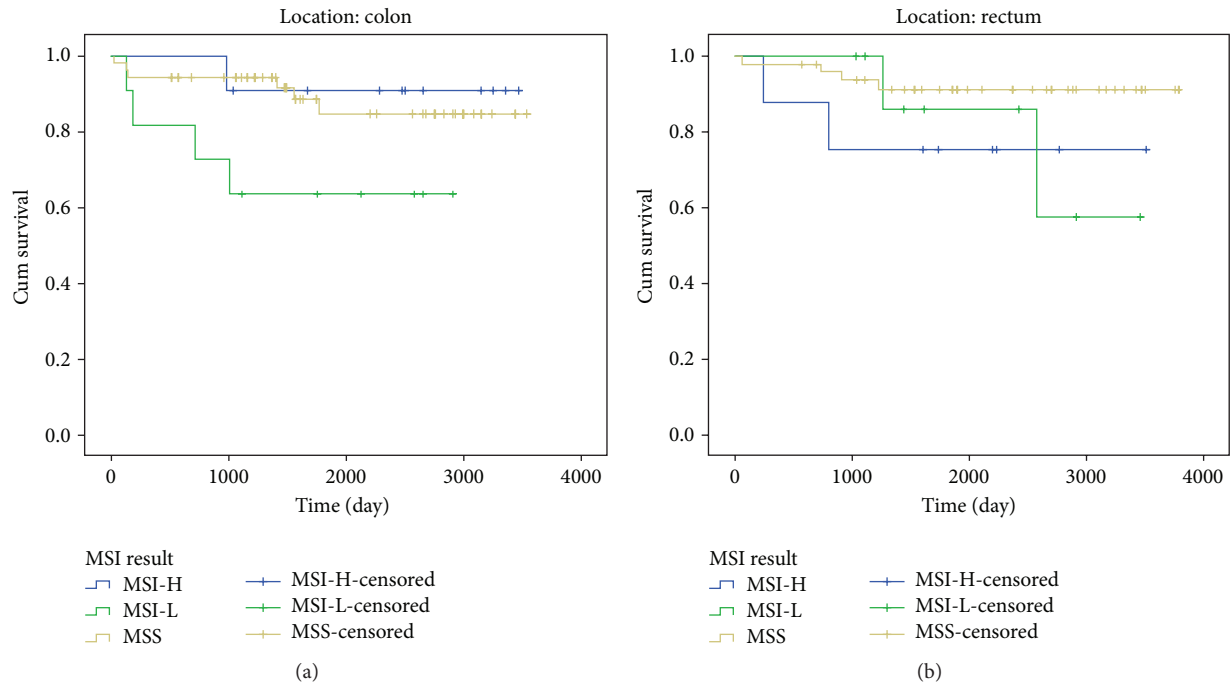 Location: colon
Cum survival
1.0
0.8
0.6
0.4
0.2
0.0
0 1000 2000 3000 4000
Time (day)
MSI result
MSI-H MSI-H-censored
MSI-L MSI-L-censored
MSS MSS-censored
(a)
Location: rectum
Cum survival
1.0
0.8
0.6
0.4
0.2
0.0
0 1000 2000 3000 4000
Time (day)
MSI result
MSI-H MSI-H-censored
MSI-L MSI-L-censored
MSS MSS-censored
(b)